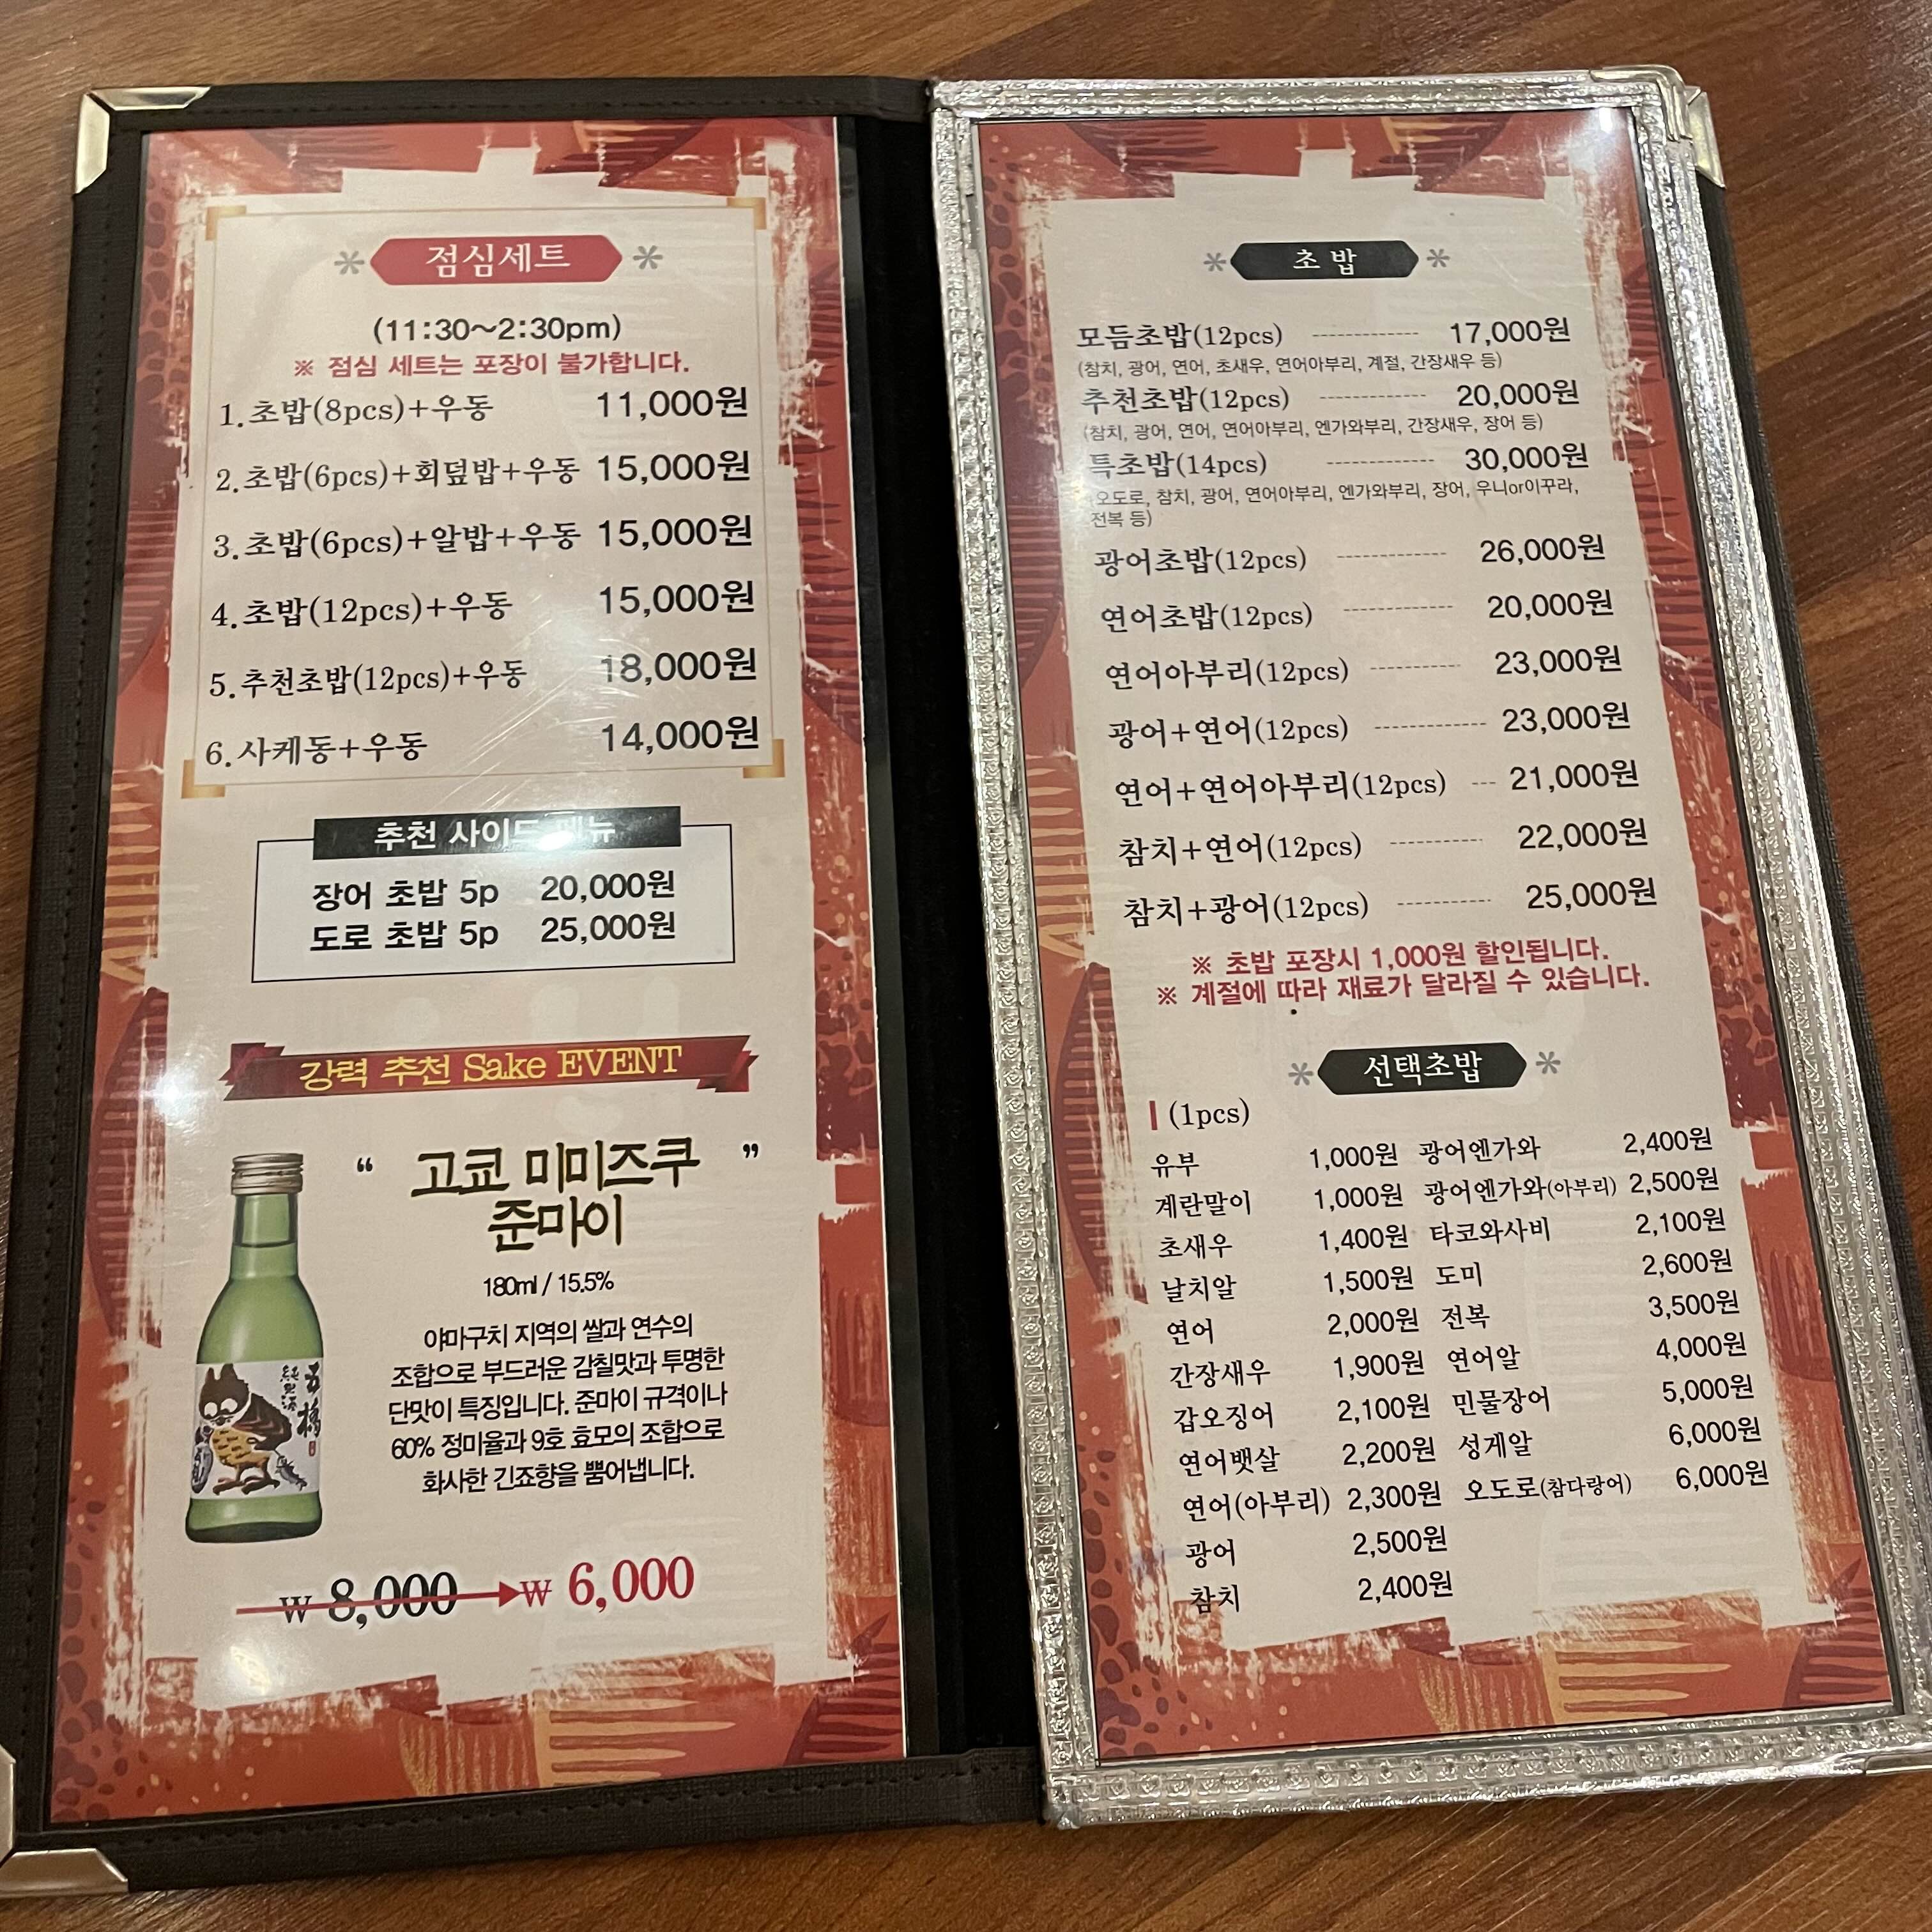 점심세트
(11:30~2:30pm)
※ 점심 세트는 포장이 불가합니다.
1. 초밥(8pcs)+우동 11,000원
2. 초밥(6pcs)+회덮밥+우동 15,000원
3. 초밥(6pcs)+알밥+우동 15,000원
4. 초밥(12pcs)+우동 15,000원
5. 추천초밥(12pcs)+우동 18,000원
6. 사케동+우동 14,000원
추천 사이드 메뉴
장어 초밥 5p 20,000원
도로 초밥 5p 25,000원
강력 추천 Sake EVENT
“ 고쿄 미미즈쿠 ”
준마이
180ml / 15.5%
야마구치 지역의 쌀과 연수의
조합으로 부드러운 감칠맛과 투명한
단맛이 특징입니다. 준마이 규격이나
60% 정미율과 9호 효모의 조합으로
화사한 긴죠향을 뿜어냅니다.
五橋
純米酒
₩ 8,000 ₩ 6,000
초 밥
모듬초밥(12pcs) 17,000원
(참치, 광어, 연어, 초새우, 연어아부리, 계절, 간장새우 등)
추천초밥(12pcs) 20,000원
(참치, 광어, 연어, 연어아부리, 엔가와부리, 간장새우, 장어 등)
특초밥(14pcs) 30,000원
(오도로, 참치, 광어, 연어아부리, 엔가와부리, 장어, 우니or이꾸라,
전복 등)
광어초밥(12pcs) 26,000원
연어초밥(12pcs) 20,000원
연어아부리(12pcs) 23,000원
광어+연어(12pcs) 23,000원
연어+연어아부리(12pcs) 21,000원
참치+연어(12pcs) 22,000원
참치+광어(12pcs) 25,000원
※ 초밥 포장시 1,000원 할인됩니다.
※ 계절에 따라 재료가 달라질 수 있습니다.
선택초밥
(1pcs)
유부 1,000원 광어엔가와 2,400원
계란말이 1,000원 광어엔가와(아부리) 2,500원
초새우 1,400원 타코와사비 2,100원
날치알 1,500원 도미 2,600원
연어 2,000원 전복 3,500원
간장새우 1,900원 연어알 4,000원
갑오징어 2,100원 민물장어 5,000원
연어뱃살 2,200원 성게알 6,000원
연어(아부리) 2,300원 오도로(참다랑어) 6,000원
광어 2,500원
참치 2,400원